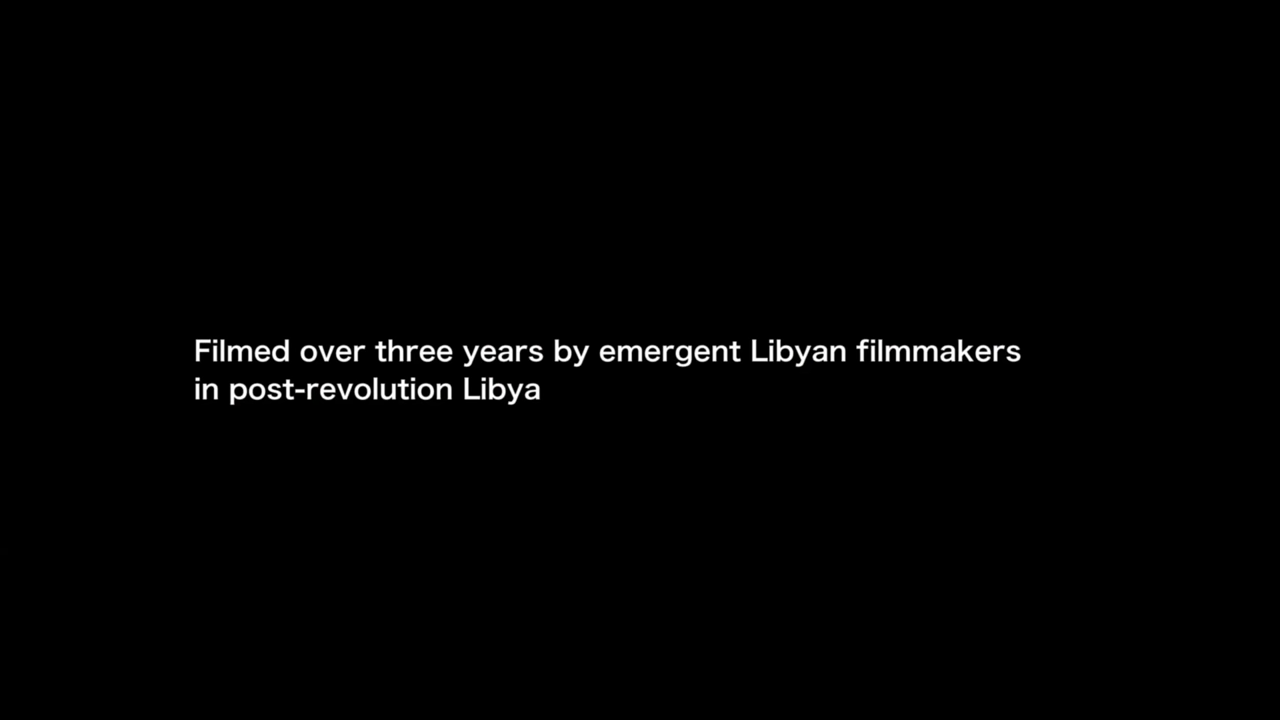 Filmed over three years by emergent Libyan filmmakers
in post-revolution Libya